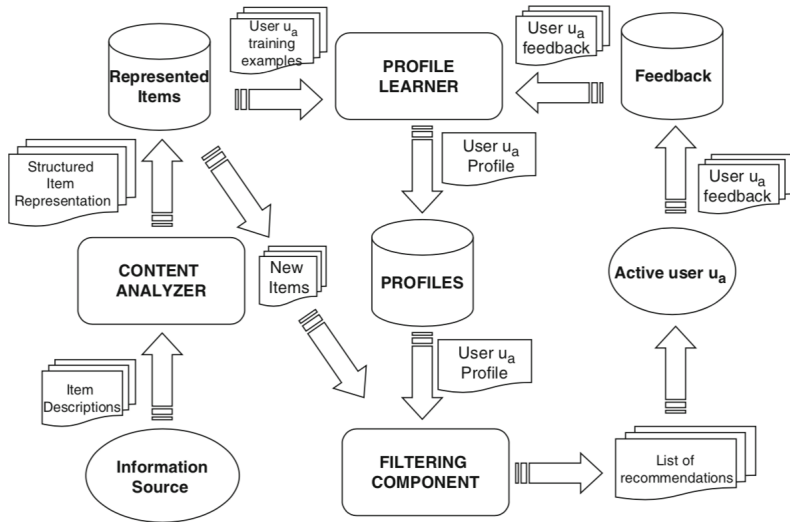 User uₐ
training
examples
User uₐ
feedback
Represented
Items
PROFILE
LEARNER
Feedback
Structured
Item
Representation
User uₐ
Profile
User uₐ
feedback
CONTENT
ANALYZER
New
Items
PROFILES
Active user uₐ
Item
Descriptions
User uₐ
Profile
Information
Source
FILTERING
COMPONENT
List of
recommendations